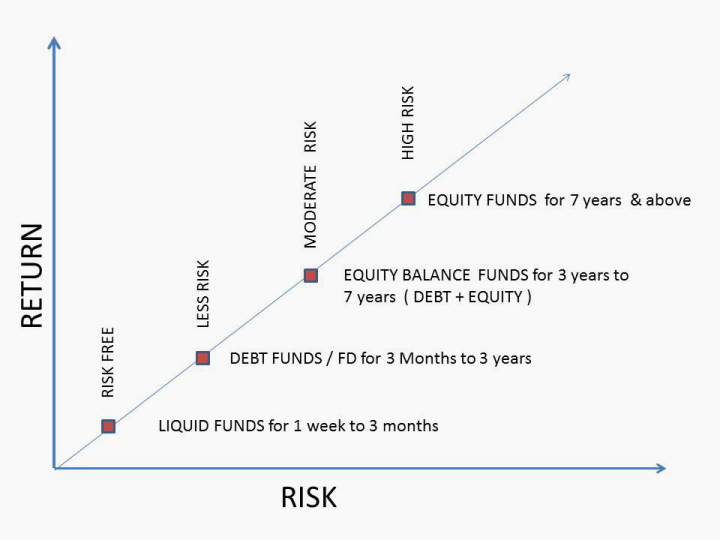 HIGH RISK
MODERATE RISK
EQUITY FUNDS for 7 years & above
RETURN
LESS RISK
EQUITY BALANCE FUNDS for 3 years to
7 years ( DEBT + EQUITY )
RISK FREE
DEBT FUNDS / FD for 3 Months to 3 years
LIQUID FUNDS for 1 week to 3 months
RISK